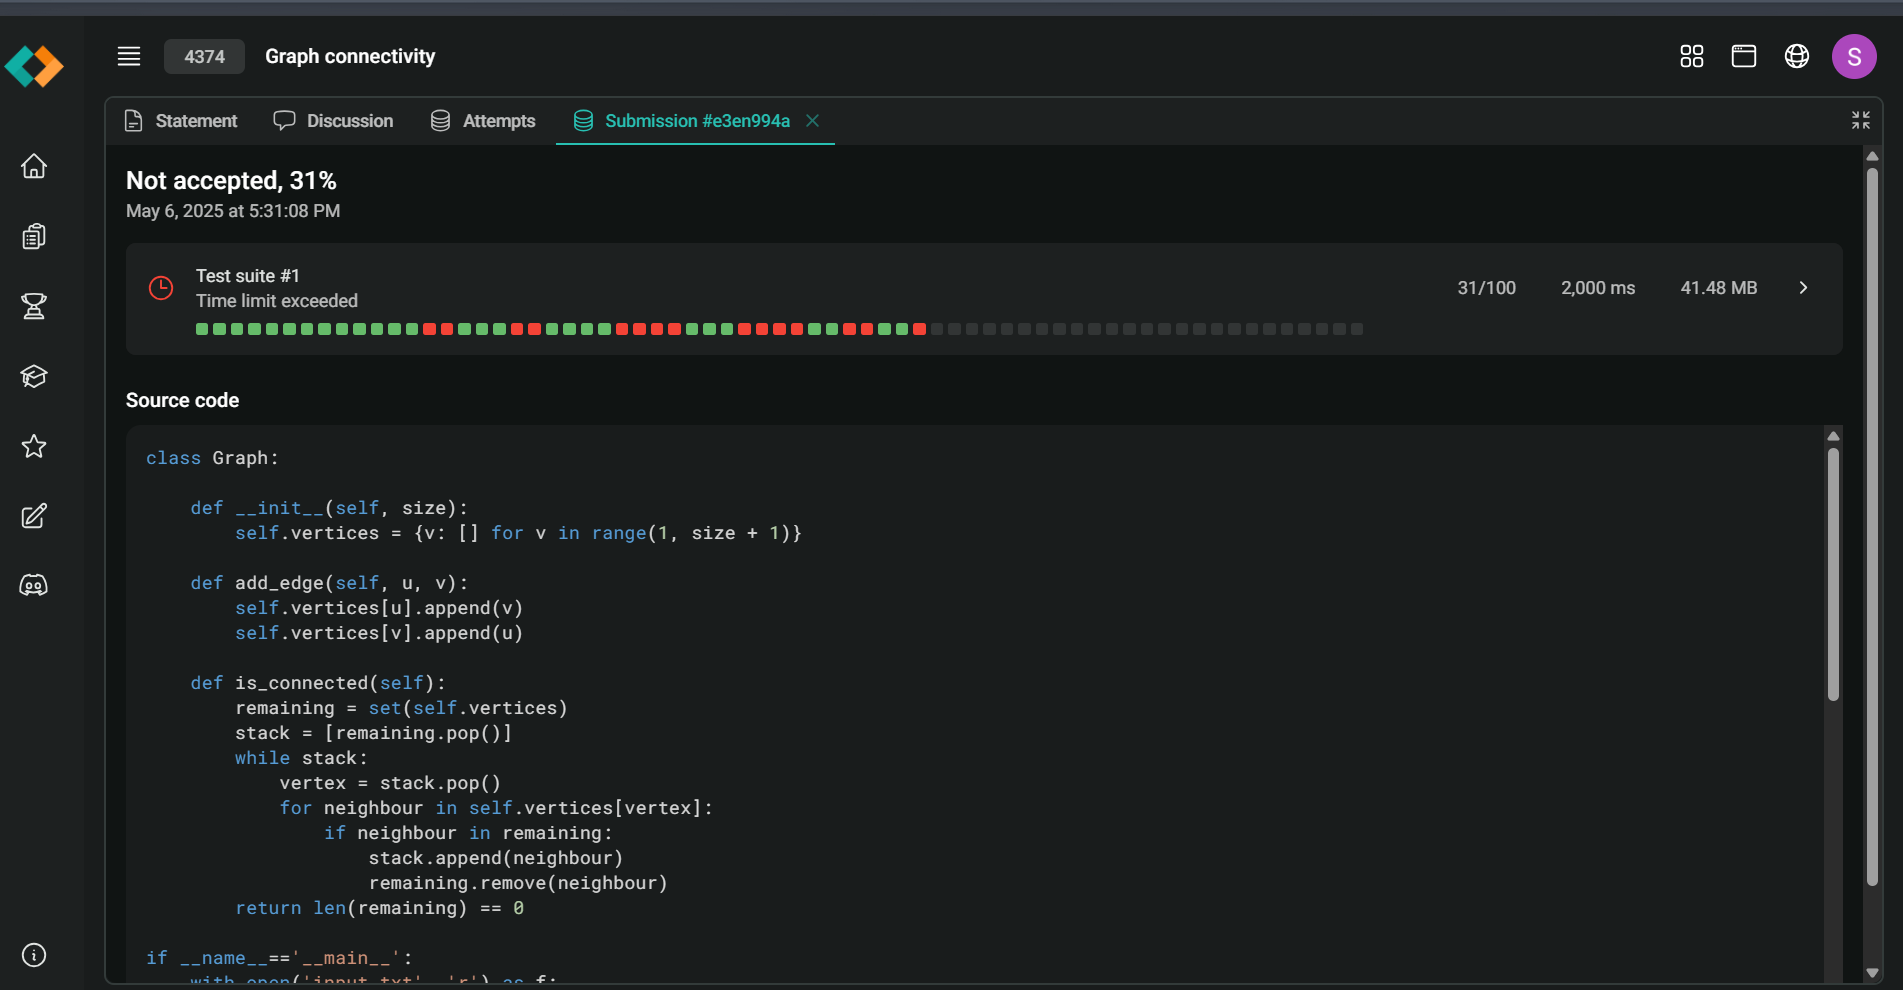 4374 Graph connectivity S
Statement Discussion Attempts Submission #e3en994a
Not accepted, 31%
May 6, 2025 at 5:31:08 PM
Test suite #1
Time limit exceeded
31/100 2,000 ms 41.48 MB
Source code
class Graph:
    def __init__(self, size):
        self.vertices = {v: [] for v in range(1, size + 1)}
    def add_edge(self, u, v):
        self.vertices[u].append(v)
        self.vertices[v].append(u)
    def is_connected(self):
        remaining = set(self.vertices)
        stack = [remaining.pop()]
        while stack:
            vertex = stack.pop()
            for neighbour in self.vertices[vertex]:
                if neighbour in remaining:
                    stack.append(neighbour)
                    remaining.remove(neighbour)
        return len(remaining) == 0
if __name__=='__main__':
    with open('input.txt', 'r') as f: